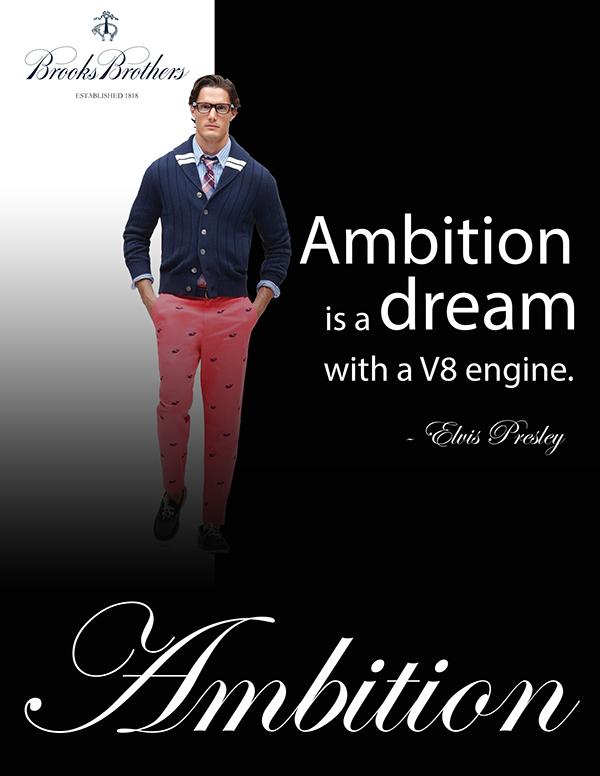 Brooks Brothers
ESTABLISHED 1818
Ambition
is a dream
with a V8 engine.
- Elvis Presley
Ambition